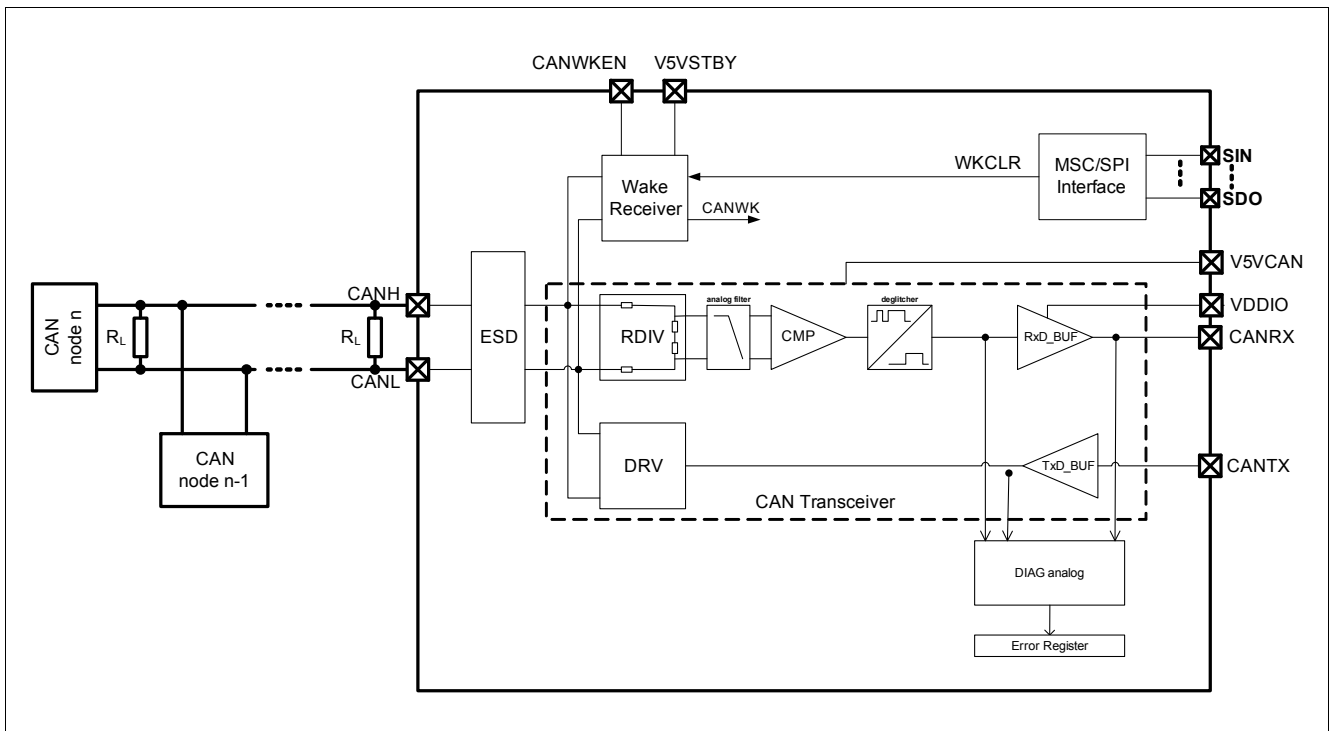 CANWKEN
V5VSTBY
Wake
Receiver
WKCLR
CANWK
MSC/SPI
Interface
SIN
SDO
V5VCAN
VDDIO
CANRX
CANTX
CAN
node n
RL
RL
CANH
CANL
CAN
node n-1
ESD
RDIV
analog filter
CMP
deglitcher
RxD_BUF
DRV
TxD_BUF
CAN Transceiver
DIAG analog
Error Register